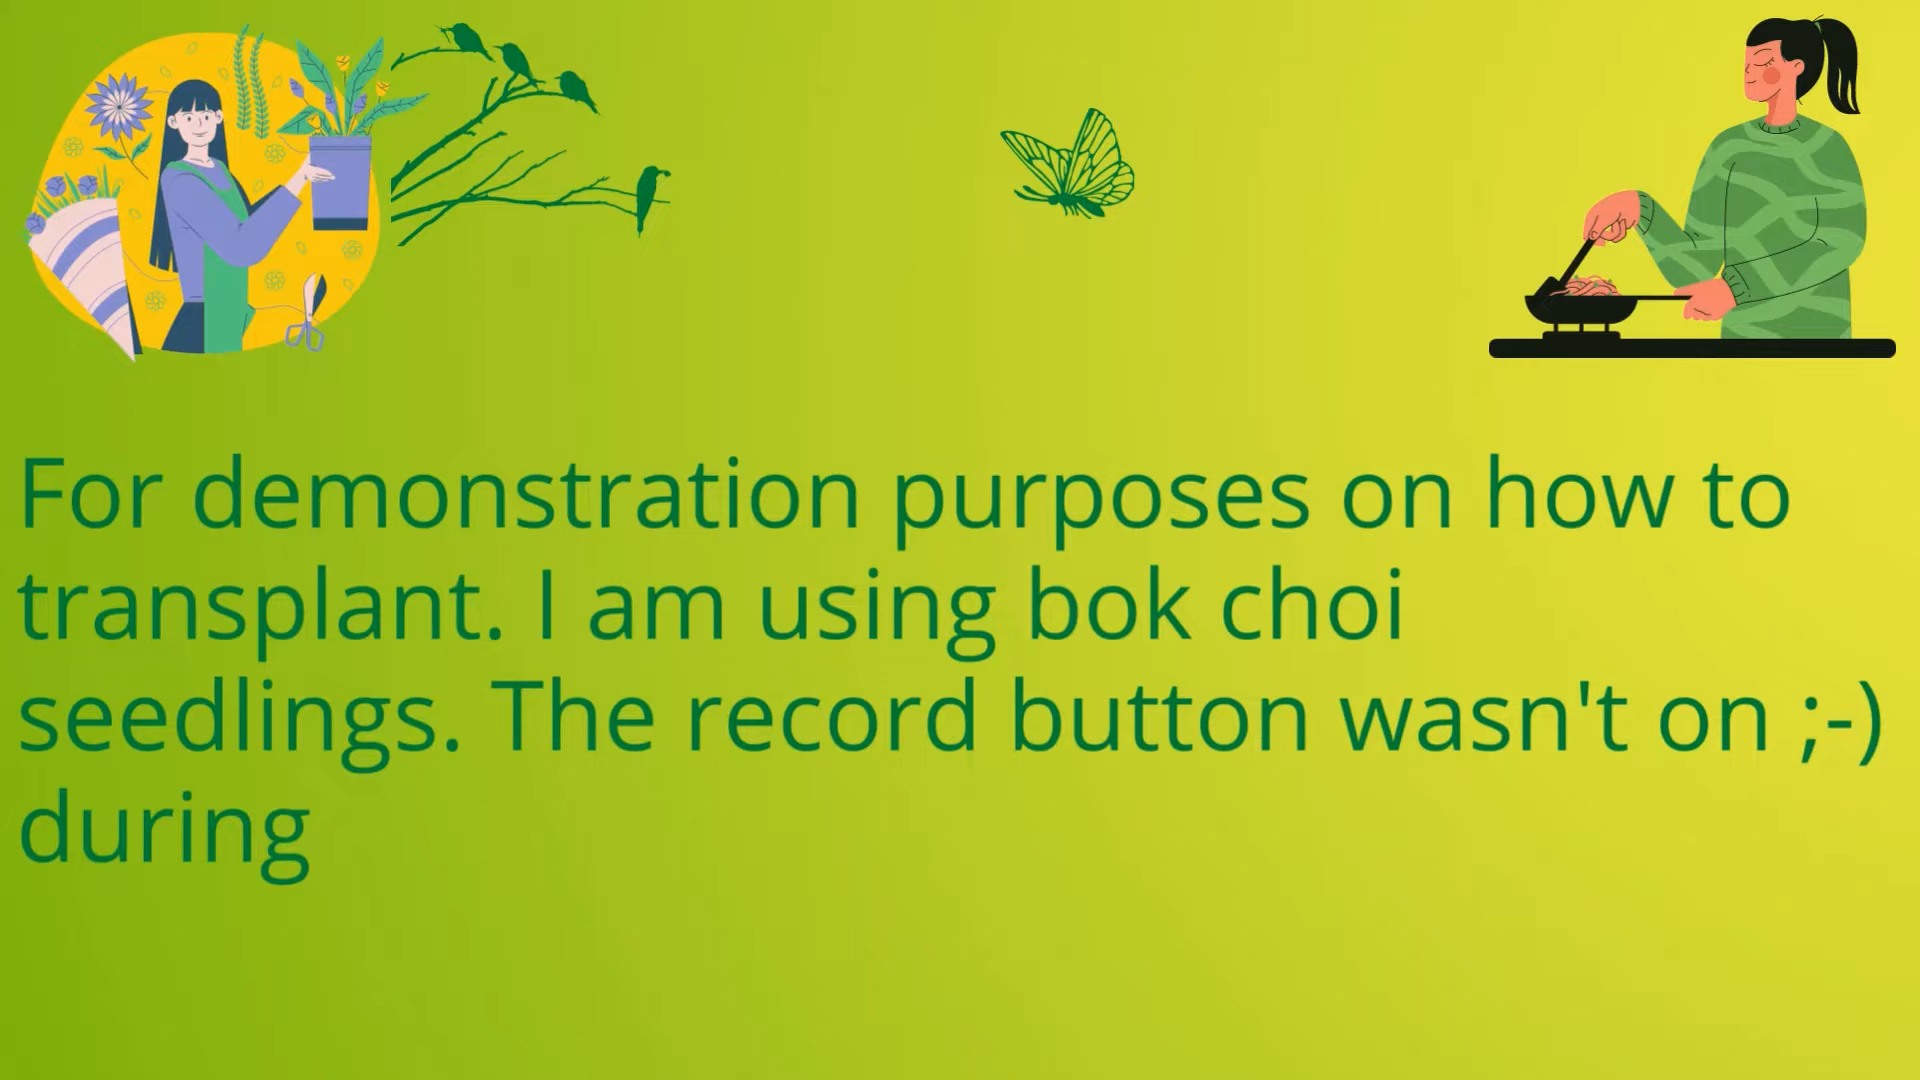 For demonstration purposes on how to
transplant. I am using bok choi
seedlings. The record button wasn't on ;-)
during